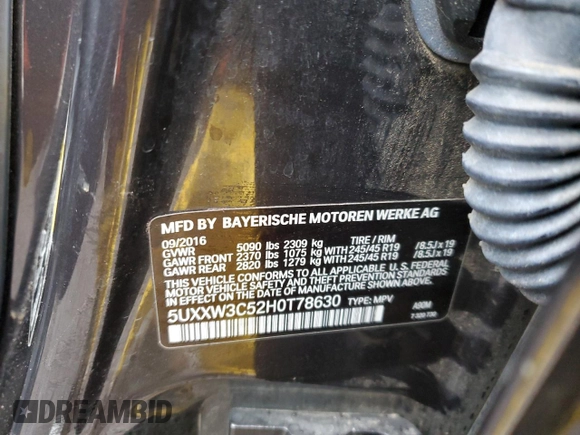 MFD BY BAYERISCHE MOTOREN WERKE AG
09/2016 TIRE / RIM
GVWR 5090 lbs 2309 kg
GAWR FRONT 2370 lbs 1075 kg WITH 245/45 R19 /8.5J x 19
GAWR REAR 2820 lbs 1279 kg WITH 245/45 R19 /8.5J x 19
THIS VEHICLE CONFORMS TO ALL APPLICABLE U. S. FEDERAL
MOTOR VEHICLE SAFETY AND THEFT PREVENTION STANDARDS
IN EFFECT ON THE DATE OF MANUFACTURE SHOWN ABOVE.
5UXXW3C52H0T78630 TYPE: MPV
DREAMBID